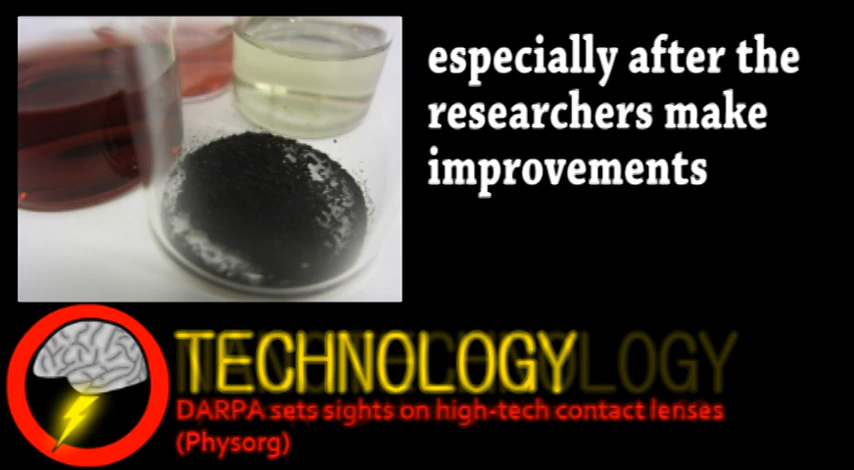 especially after the
researchers make
improvements
TECHNOLOGY
DARPA sets sights on high-tech contact lenses
(Physorg)